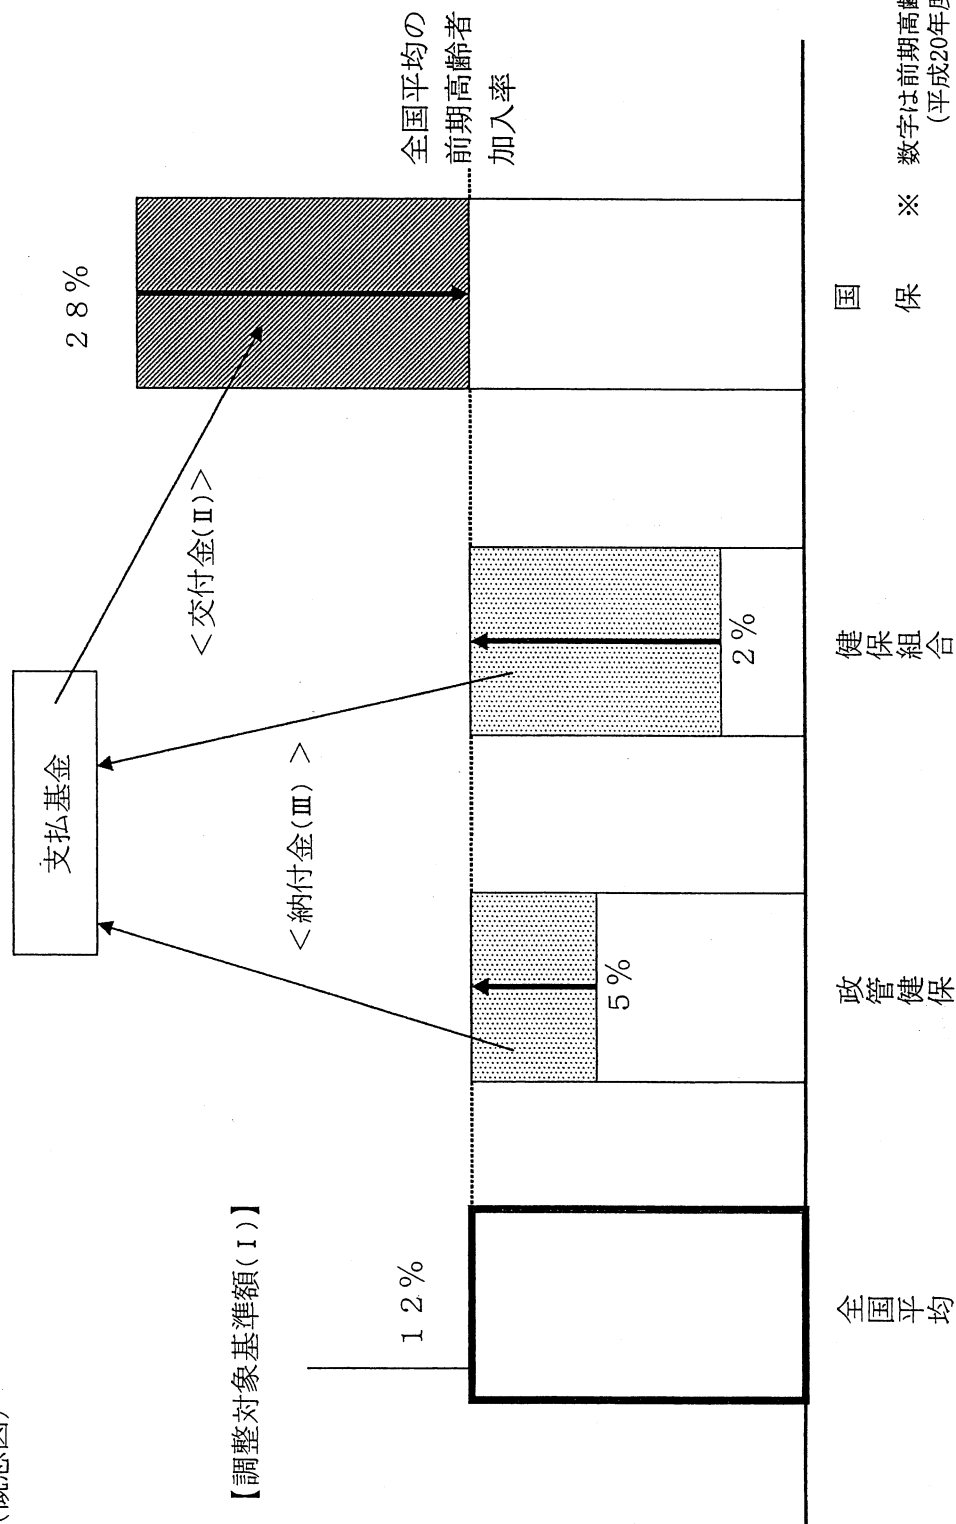 (概念図)
支払基金
28%
<交付金(Ⅱ)>
<納付金(Ⅲ) >
全国平均の
前期高齢者
加入率
【調整対象基準額(Ⅰ)】
12%
5%
2%
全国平均
政管健保
健保組合
国保
※ 数字は前期高齢
(平成20年度